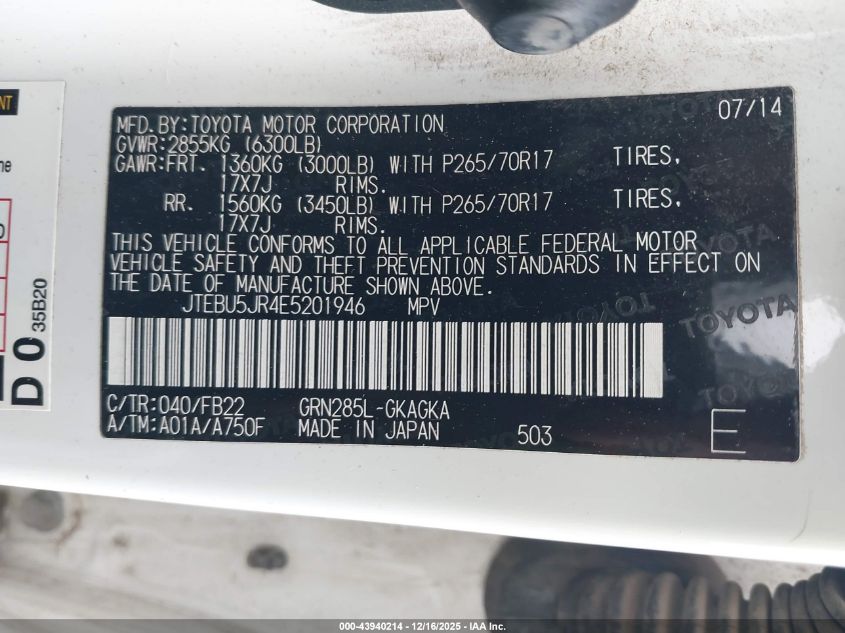 MFD.BY:TOYOTA MOTOR CORPORATION 07/14
GVWR:2855KG (6300LB)
GAWR:FRT. 1360KG (3000LB) WITH P265/70R17 TIRES,
17X7J RIMS.
RR. 1560KG (3450LB) WITH P265/70R17 TIRES,
17X7J RIMS.
THIS VEHICLE CONFORMS TO ALL APPLICABLE FEDERAL MOTOR
VEHICLE SAFETY AND THEFT PREVENTION STANDARDS IN EFFECT ON
THE DATE OF MANUFACTURE SHOWN ABOVE.
JTEBU5JR4E5201946 MPV
C/TR:040/FB22 GRN285L-GKAGKA
A/TM:A01A/A750F MADE IN JAPAN 503 E
TOYOTA
D 0 35B20
000-43940214 - 12/16/2025 - IAAI.COM